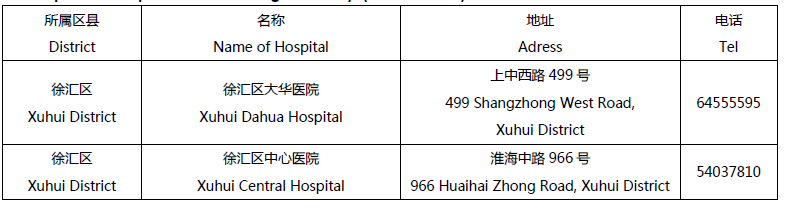 所属区县
District
名称
Name of Hospital
地址
Adress
电话
Tel
徐汇区
Xuhui District
徐汇区大华医院
Xuhui Dahua Hospital
上中西路 499 号
499 Shangzhong West Road,
Xuhui District
64555595
徐汇区
Xuhui District
徐汇区中心医院
Xuhui Central Hospital
淮海中路 966 号
966 Huaihai Zhong Road, Xuhui District
54037810